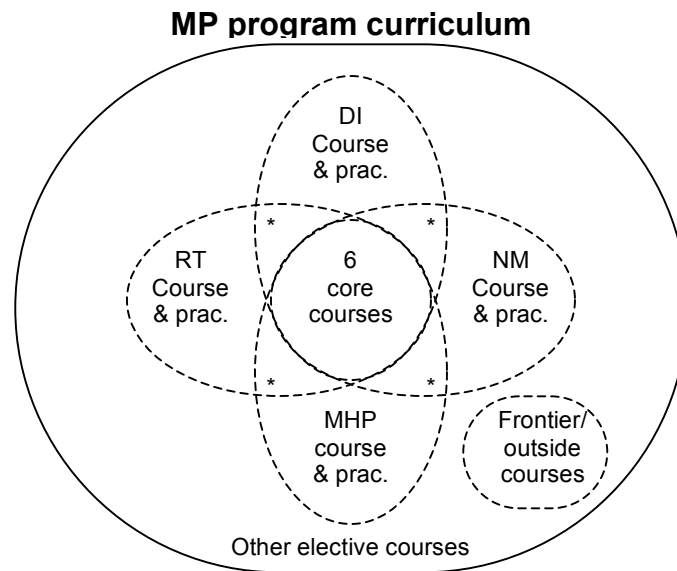 MP program curriculum
DI
Course
& prac.
* *
RT
Course
& prac.
6
core
courses
NM
Course
& prac.
* *
MHP
course
& prac.
Frontier/
outside
courses
Other elective courses